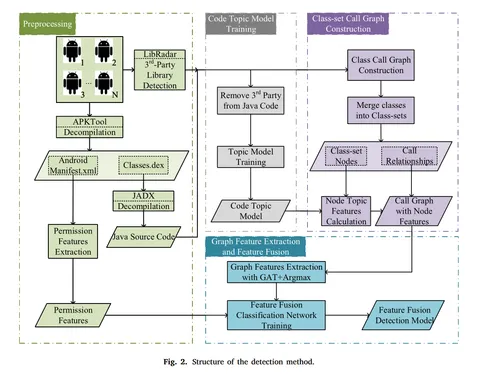 Preprocessing
1
2
3
...
N
LibRadar
3rd-Party
Library
Detection
APKTool
Decompilation
Android
Manifest.xml
Classes.dex
JADX
Decompilation
Permission
Features
Extraction
Java Source Code
Permission
Features
Code Topic Model
Training
Remove 3rd Party
from Java Code
Topic Model
Training
Code Topic
Model
Class-set Call Graph
Construction
Class Call Graph
Construction
Merge classes
into Class-sets
Class-set
Nodes
Call
Relationships
Node Topic
Features
Calculation
Call Graph
with Node
Features
Graph Feature Extraction
and Feature Fusion
Graph Features Extraction
with GAT+Argmax
Feature Fusion
Classification Network
Training
Feature Fusion
Detection Model
Fig. 2. Structure of the detection method.